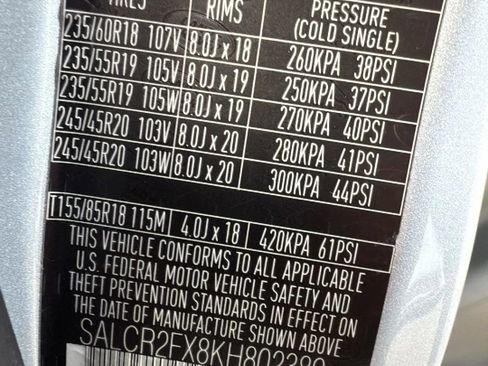 TIRES RIMS PRESSURE
(COLD SINGLE)
235/60R18 107V 8.0J x 18 260KPA 38PSI
235/55R19 105V 8.0J x 19 250KPA 37PSI
235/55R19 105W 8.0J x 19 270KPA 40PSI
245/45R20 103V 8.0J x 20 280KPA 41PSI
245/45R20 103W 8.0J x 20 300KPA 44PSI
T155/85R18 115M 4.0J x 18 420KPA 61PSI
THIS VEHICLE CONFORMS TO ALL APPLICABLE
U.S. FEDERAL MOTOR VEHICLE SAFETY AND
THEFT PREVENTION STANDARDS IN EFFECT
ON THE DATE OF MANUFACTURE SHOWN ABOVE
SALCR2FX8KH802380